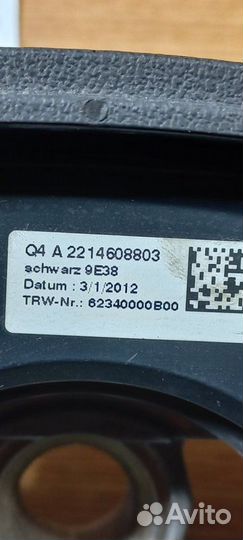 Q4 A 2214608803
schwarz 9E38
Datum : 3/1/2012
TRW-Nr.: 62340000B00
Avito